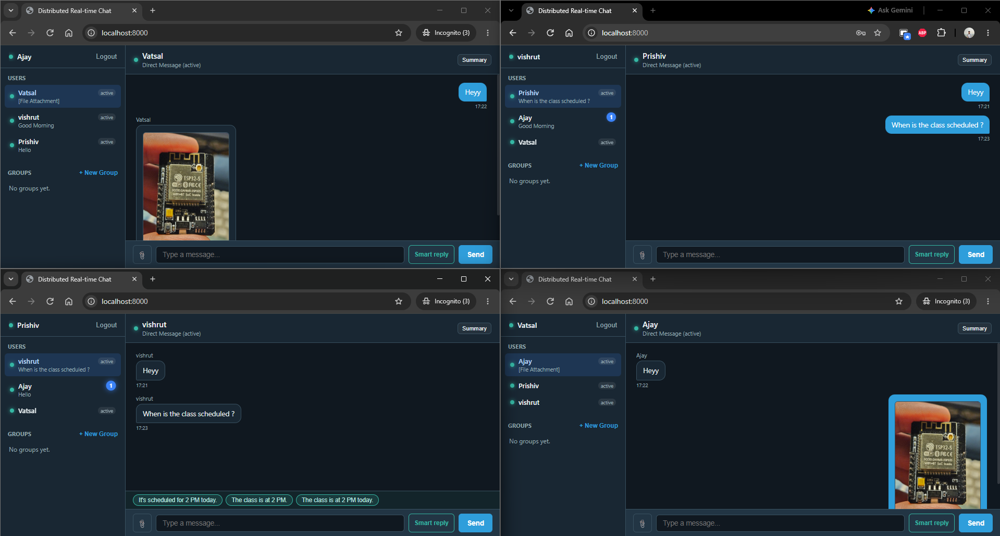 Distributed Real-time Chat
localhost:8000
Incognito (3)
Ajay
Logout
USERS
Vatsal
active
[File Attachment]
vishrut
active
Good Morning
Prishiv
active
Hello
GROUPS
+ New Group
No groups yet.
Vatsal
Direct Message (active)
Summary
Heyy
17:22
Vatsal
ESP32-S
Type a message...
Smart reply
Send
Distributed Real-time Chat
Ask Gemini
localhost:8000
ABP
vishrut
Logout
USERS
Prishiv
active
When is the class scheduled ?
Ajay
1
Good Morning
Vatsal
active
GROUPS
+ New Group
No groups yet.
Prishiv
Direct Message (active)
Summary
Heyy
17:21
When is the class scheduled ?
17:23
Type a message...
Smart reply
Send
Distributed Real-time Chat
localhost:8000
Incognito (3)
Prishiv
Logout
USERS
vishrut
active
When is the class scheduled ?
Ajay
1
Hello
Vatsal
active
GROUPS
+ New Group
No groups yet.
vishrut
Direct Message (active)
Summary
vishrut
Heyy
17:21
vishrut
When is the class scheduled ?
17:23
It's scheduled for 2 PM today.
The class is at 2 PM.
The class is at 2 PM today.
Type a message...
Smart reply
Send
Distributed Real-time Chat
localhost:8000
Incognito (3)
Vatsal
Logout
USERS
Ajay
active
[File Attachment]
Prishiv
active
vishrut
active
GROUPS
+ New Group
No groups yet.
Ajay
Direct Message (active)
Summary
Ajay
Heyy
17:22
ESP32-S
Type a message...
Smart reply
Send